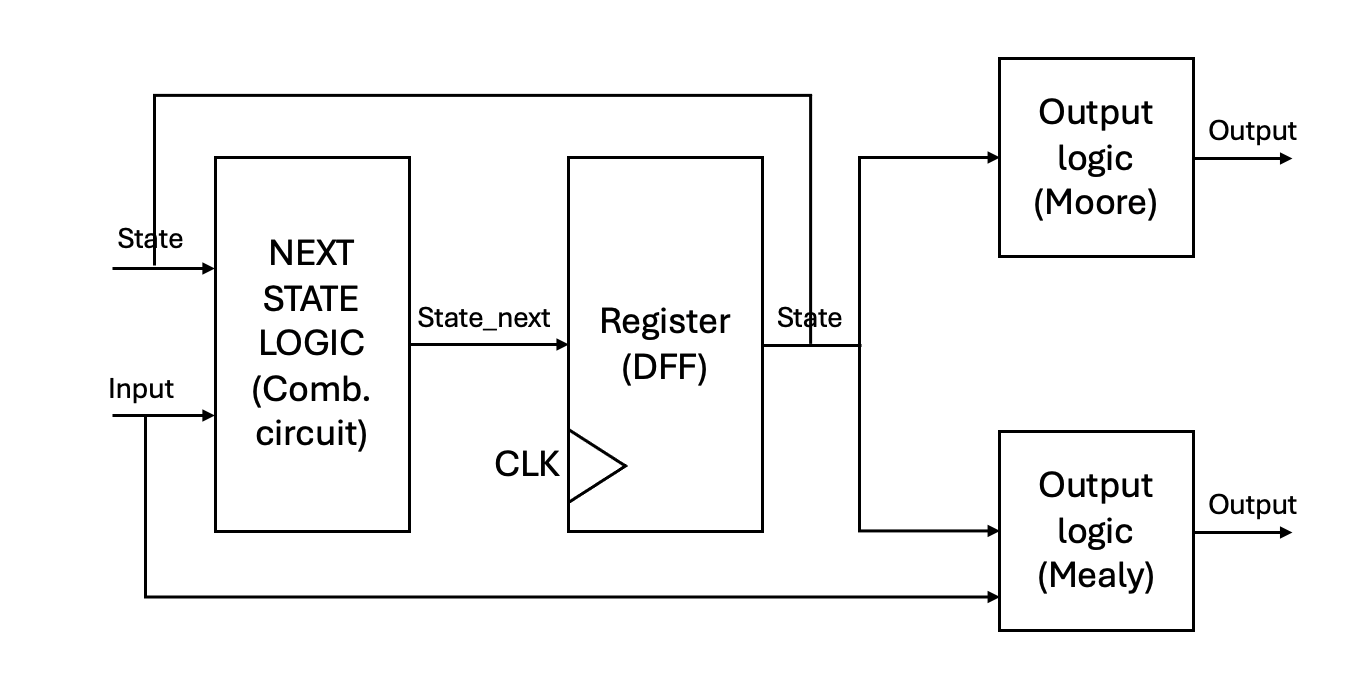 State
Input
NEXT
STATE
LOGIC
(Comb.
circuit)
State_next
Register
(DFF)
CLK
State
Output
logic
(Moore)
Output
Output
logic
(Mealy)
Output